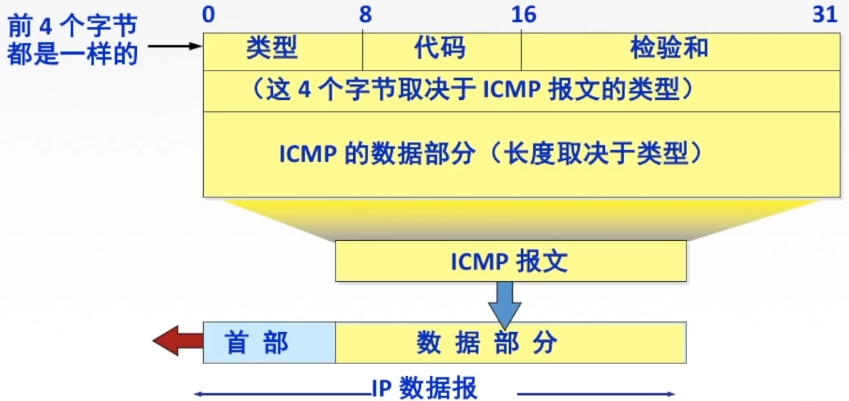 0 8 16 31
前 4 个字节
都是一样的
类型 代码 检验和
（这 4 个字节取决于 ICMP 报文的类型）
ICMP 的数据部分（长度取决于类型）
ICMP 报文
首 部 数 据 部 分
IP 数据报